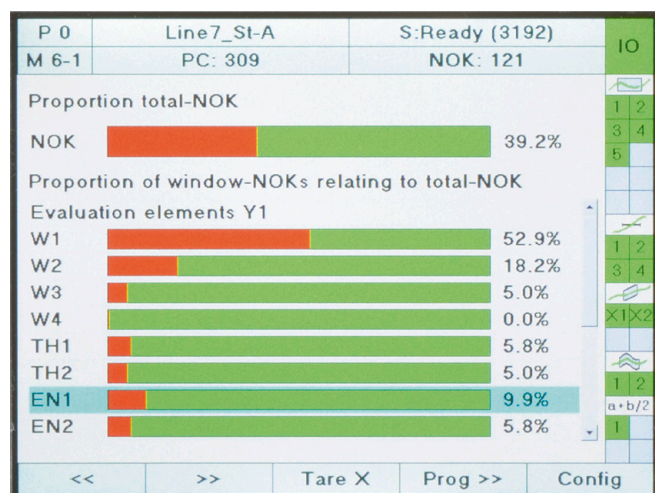 P 0 Line7_St-A S:Ready (3192) IO
M 6-1 PC: 309 NOK: 121
Proportion total-NOK
NOK 39.2%
Proportion of window-NOKs relating to total-NOK
Evaluation elements Y1
W1 52.9%
W2 18.2%
W3 5.0%
W4 0.0%
TH1 5.8%
TH2 5.0%
EN1 9.9%
EN2 5.8%
1 2
3 4
5
1 2
3 4
X1 X2
1 2
a+b/2
1
<< >> Tare X Prog >> Config